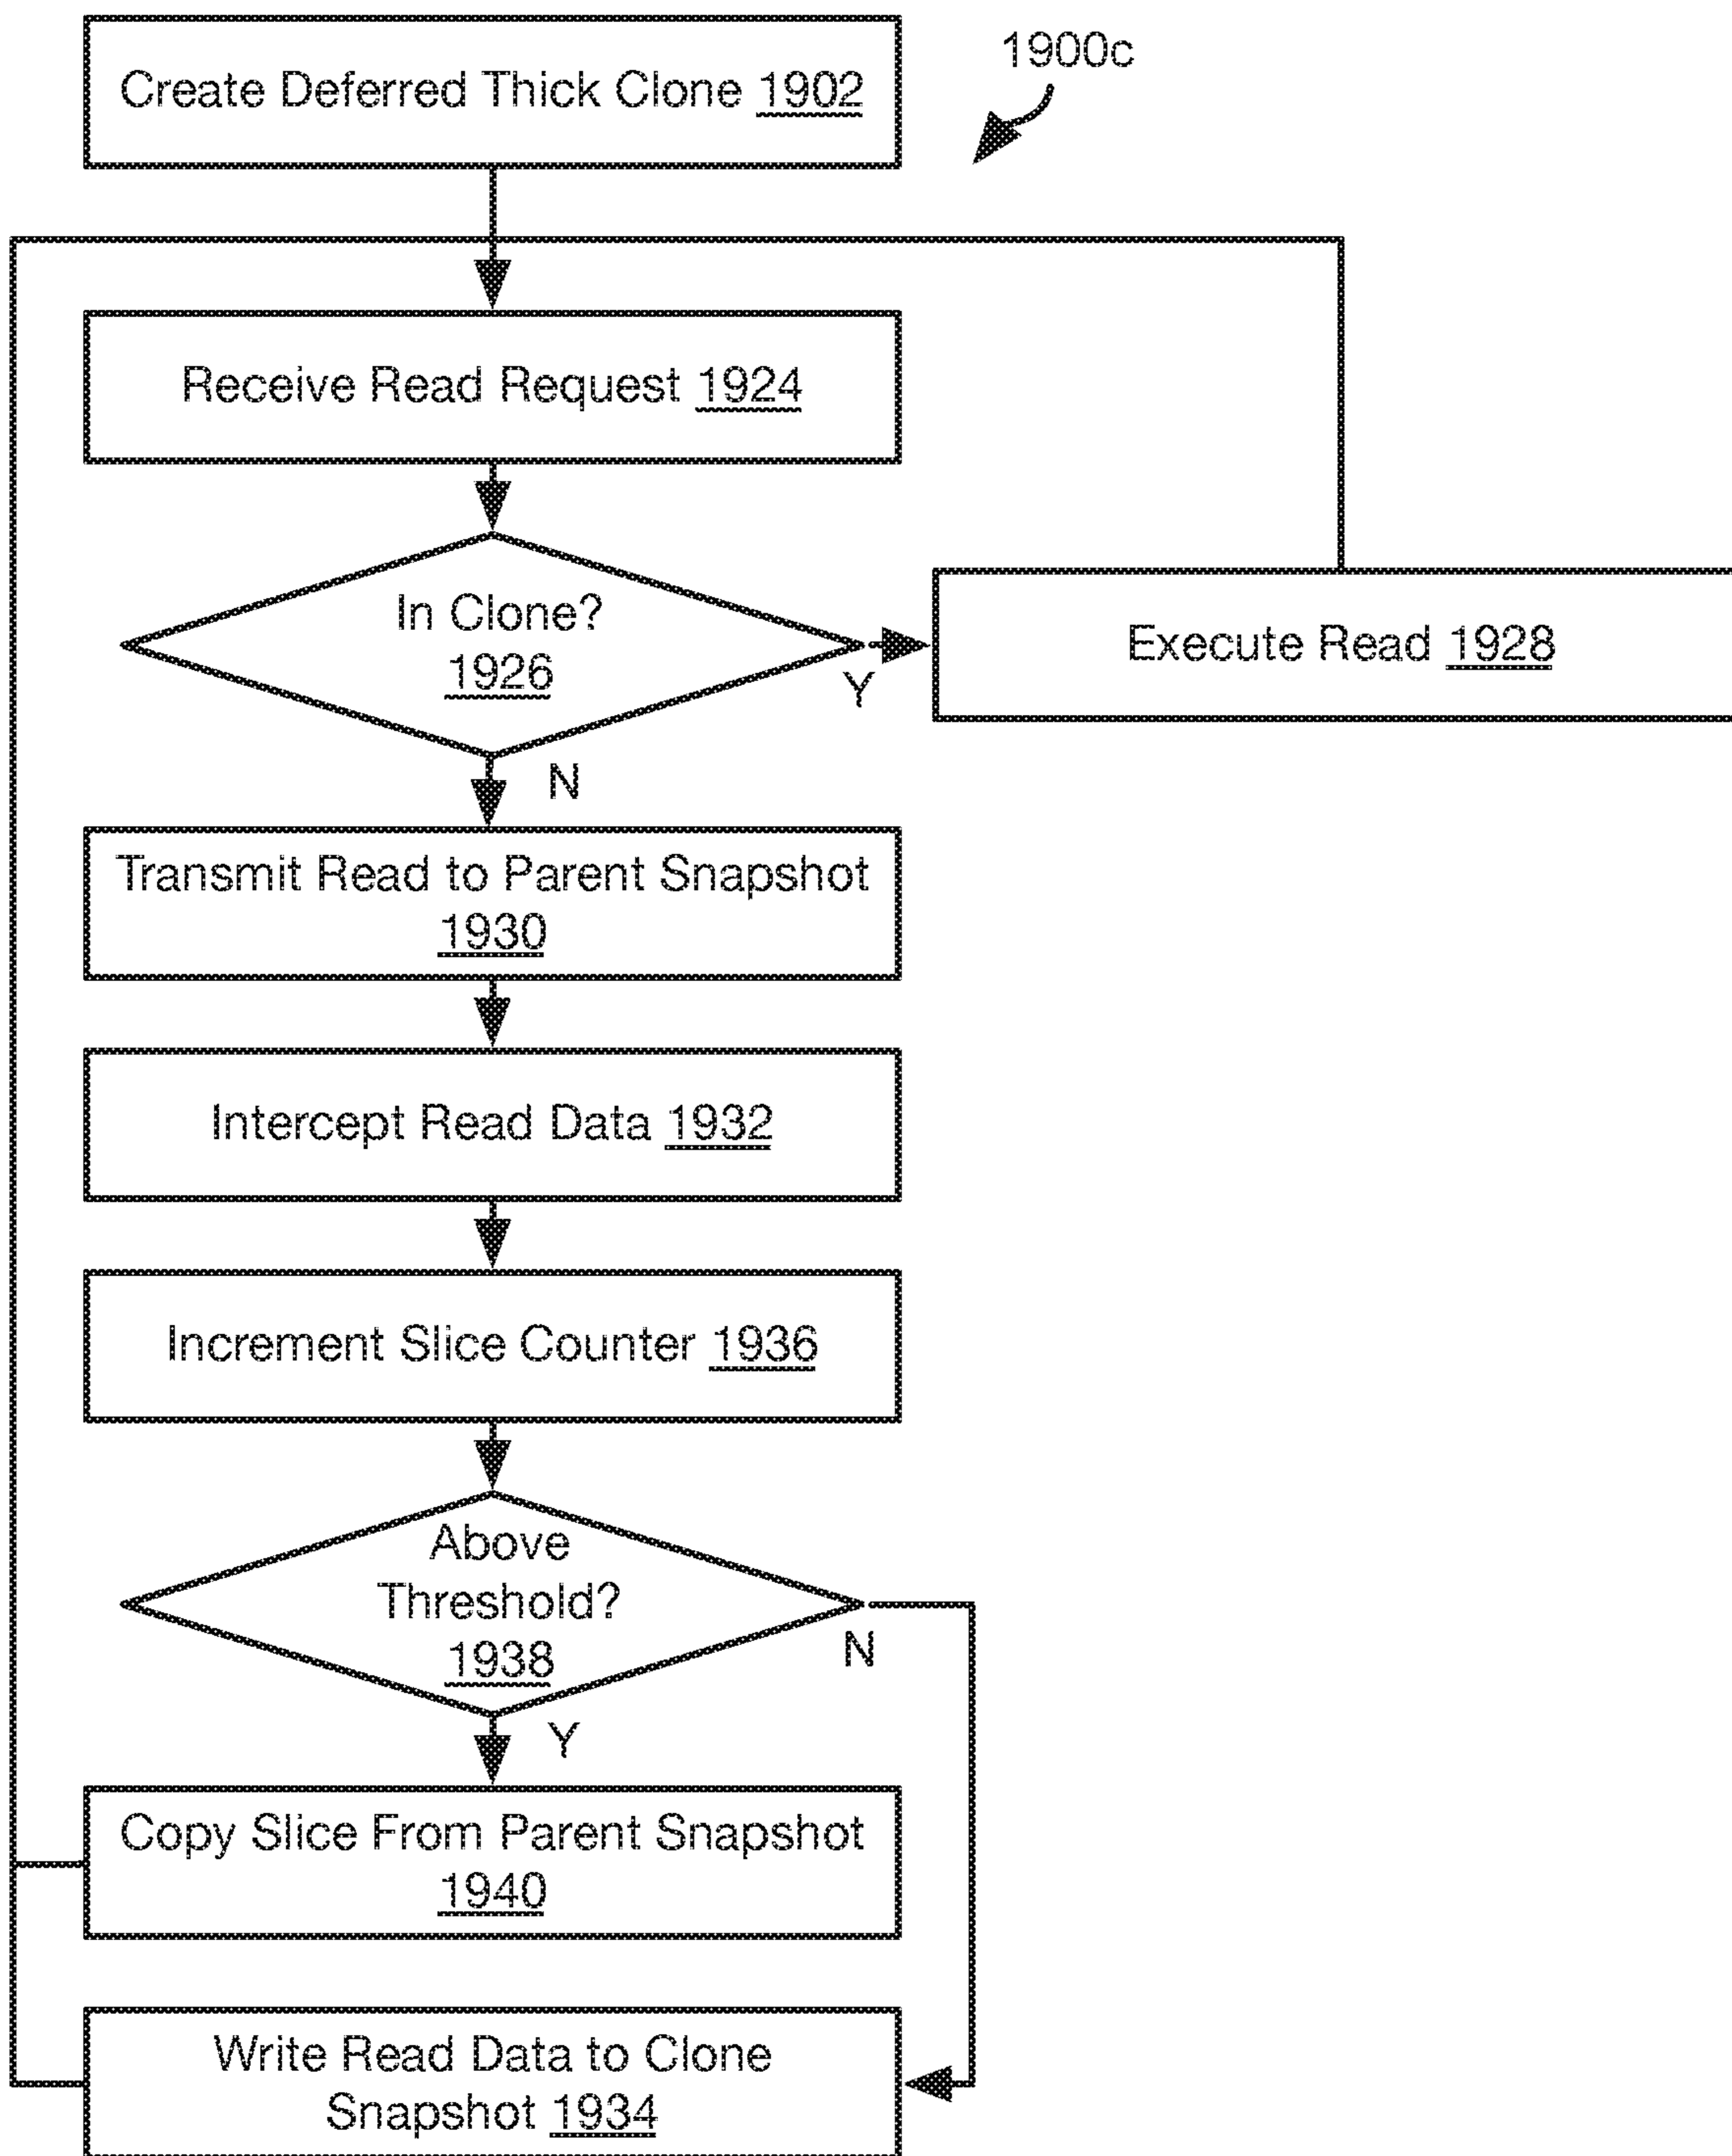 Create Deferred Thick Clone 1902
1900c
Receive Read Request 1924
In Clone?
1926
Y
Execute Read 1928
N
Transmit Read to Parent Snapshot
1930
Intercept Read Data 1932
Increment Slice Counter 1936
Above
Threshold?
1938
N
Y
Copy Slice From Parent Snapshot
1940
Write Read Data to Clone
Snapshot 1934